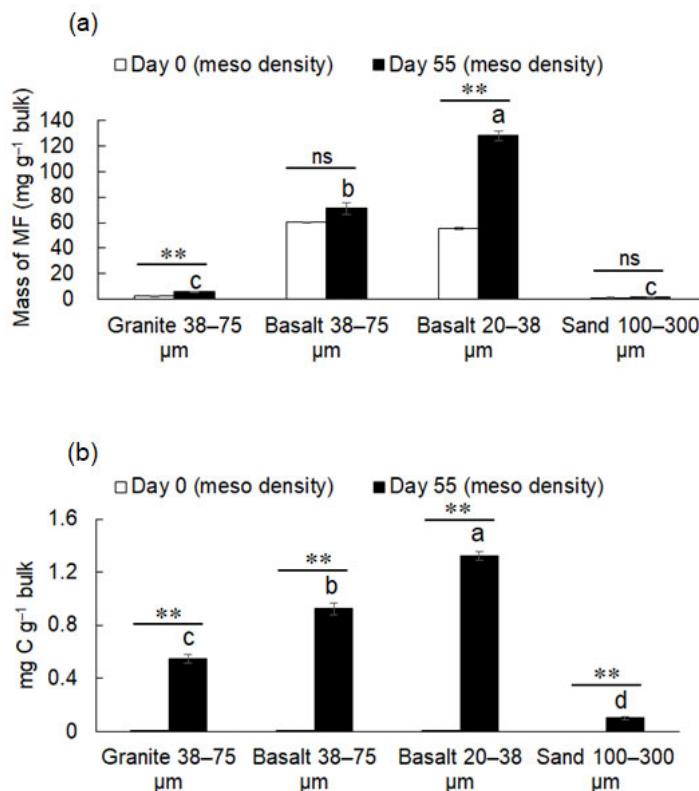 (a)
Day 0 (meso density) Day 55 (meso density)
Mass of MF (mg g⁻¹ bulk)
140
120
100
80
60
40
20
0
**
c
ns
b
**
a
ns
c
Granite 38–75 μm
Basalt 38–75 μm
Basalt 20–38 μm
Sand 100–300 μm
(b)
Day 0 (meso density) Day 55 (meso density)
mg C g⁻¹ bulk
1.6
1.2
0.8
0.4
0
**
c
**
b
**
a
**
d
Granite 38–75 μm
Basalt 38–75 μm
Basalt 20–38 μm
Sand 100–300 μm